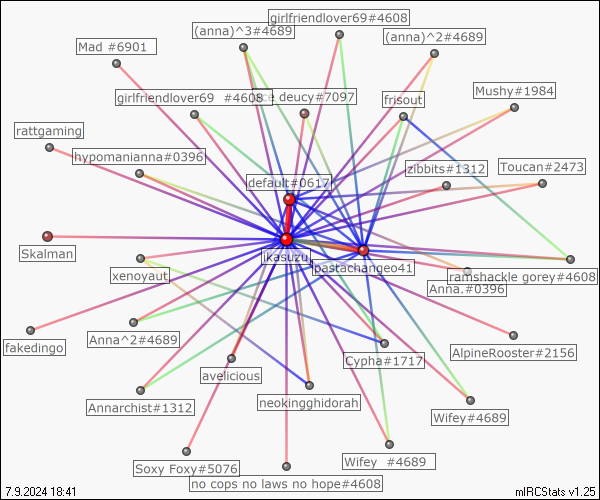 girlfriendlover69#4608
(anna)^3#4689
(anna)^2#4689
Mad #6901
Mushy#1984
girlfriendlover69 #4608
deucy#7097
frisout
rattgaming
hypomanianna#0396
zibbits#1312
Toucan#2473
default#0617
Skalman
jkasuzu
pastachangeo41
xenoyaut
ramshackle gorey#4608
Anna.#0396
Anna^2#4689
fakedingo
Cypha#1717
AlpineRooster#2156
avelicious
Annarchist#1312
neokingghidorah
Wifey#4689
Soxy Foxy#5076
Wifey #4689
no cops no laws no hope#4608
7.9.2024 18:41
mIRCStats v1.25